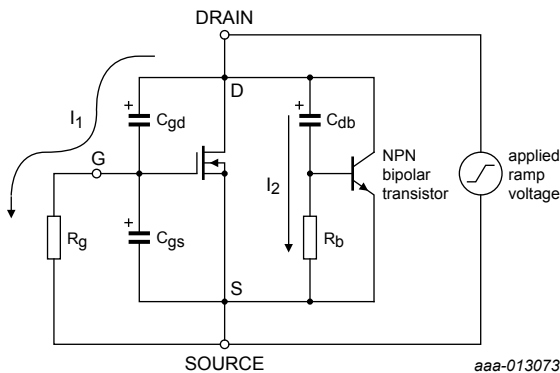 DRAIN
D
+
Cgd
+
Cdb
I1
G
I2
NPN
bipolar
transistor
applied
ramp
voltage
Rg
+
Cgs
Rb
S
SOURCE
aaa-013073